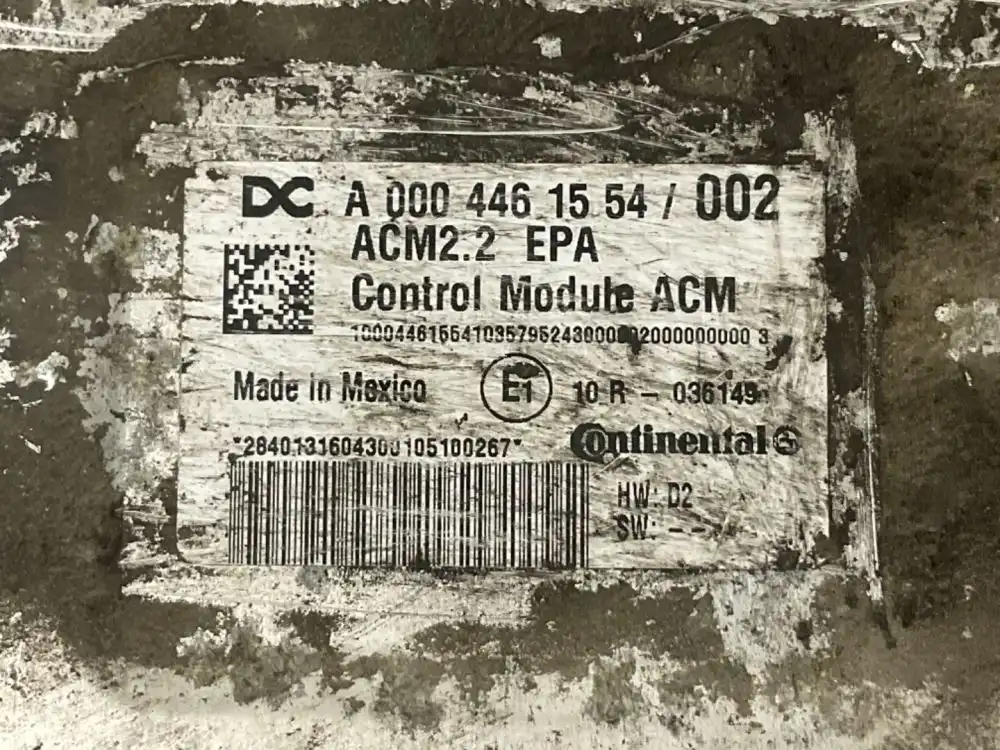 DC A 000 446 15 54 / 002
ACM2.2 EPA
Control Module ACM
Made in Mexico E1 10 R - 036149
*2840131604300105100267*
Continental
HW: D2
SW: --